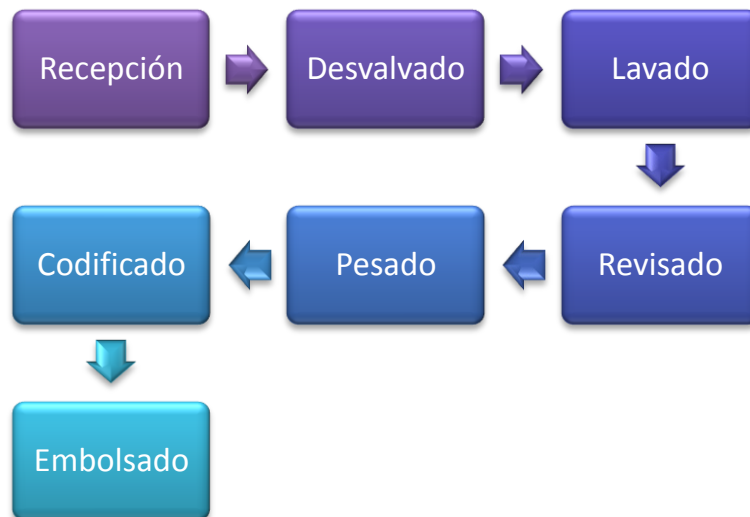 Recepción
Desvalvado
Lavado
Revisado
Pesado
Codificado
Embolsado